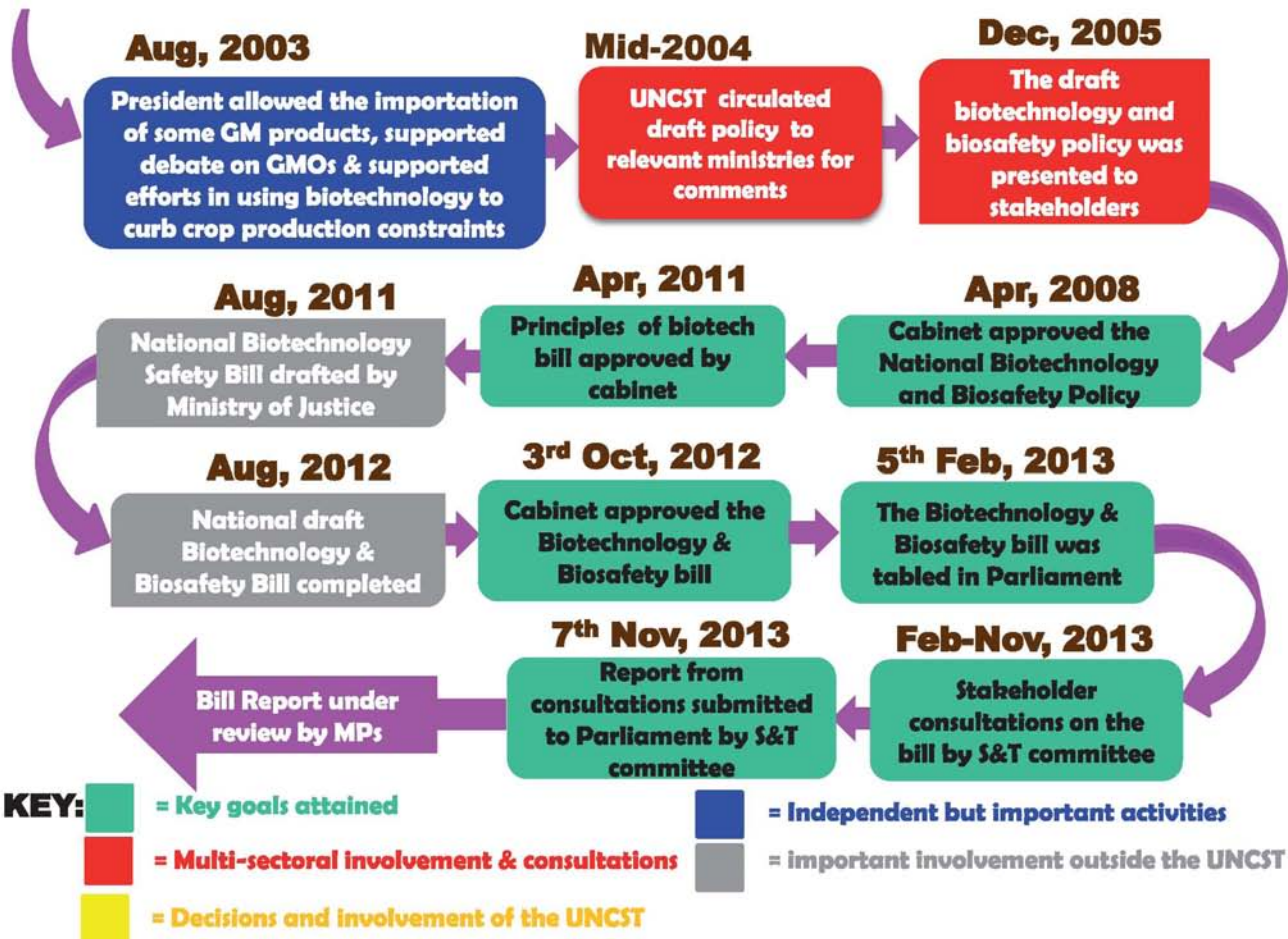 Aug, 2003
President allowed the importation
of some GM products, supported
debate on GMOs & supported
efforts in using biotechnology to
curb crop production constraints
Mid-2004
UNCST circulated
draft policy to
relevant ministries for
comments
Dec, 2005
The draft
biotechnology and
biosafety policy was
presented to
stakeholders
Apr, 2008
Cabinet approved the
National Biotechnology
and Biosafety Policy
Apr, 2011
Principles of biotech
bill approved by
cabinet
Aug, 2011
National Biotechnology
Safety Bill drafted by
Ministry of Justice
Aug, 2012
National draft
Biotechnology &
Biosafety Bill completed
3rd Oct, 2012
Cabinet approved the
Biotechnology &
Biosafety bill
5th Feb, 2013
The Biotechnology &
Biosafety bill was
tabled in Parliament
Feb-Nov, 2013
Stakeholder
consultations on the
bill by S&T committee
7th Nov, 2013
Report from
consultations submitted
to Parliament by S&T
committee
Bill Report under
review by MPs
KEY:
= Key goals attained
= Multi-sectoral involvement & consultations
= Decisions and involvement of the UNCST
= Independent but important activities
= important involvement outside the UNCST